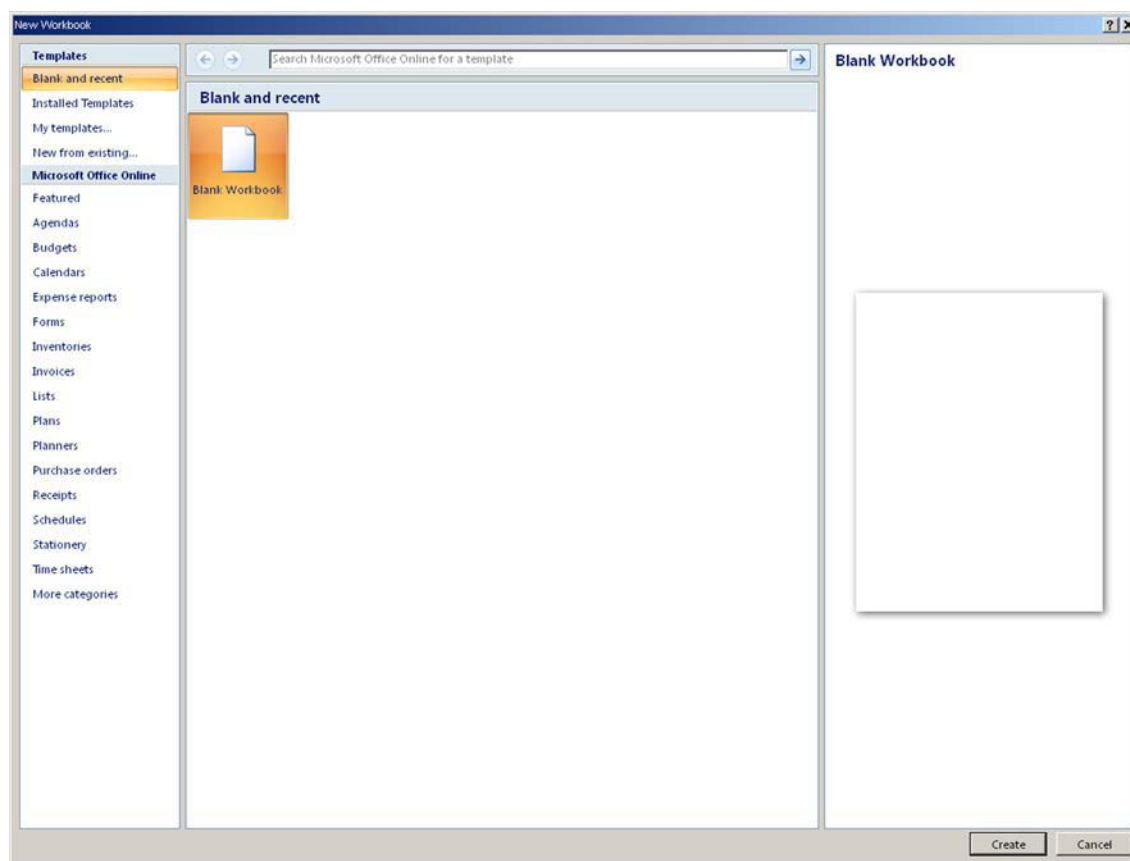 New Workbook
Templates
Blank and recent
Installed Templates
My templates...
New from existing...
Microsoft Office Online
Featured
Agendas
Budgets
Calendars
Expense reports
Forms
Inventories
Invoices
Lists
Plans
Planners
Purchase orders
Receipts
Schedules
Stationery
Time sheets
More categories
Search Microsoft Office Online for a template
Blank and recent
Blank Workbook
Blank Workbook
Create
Cancel